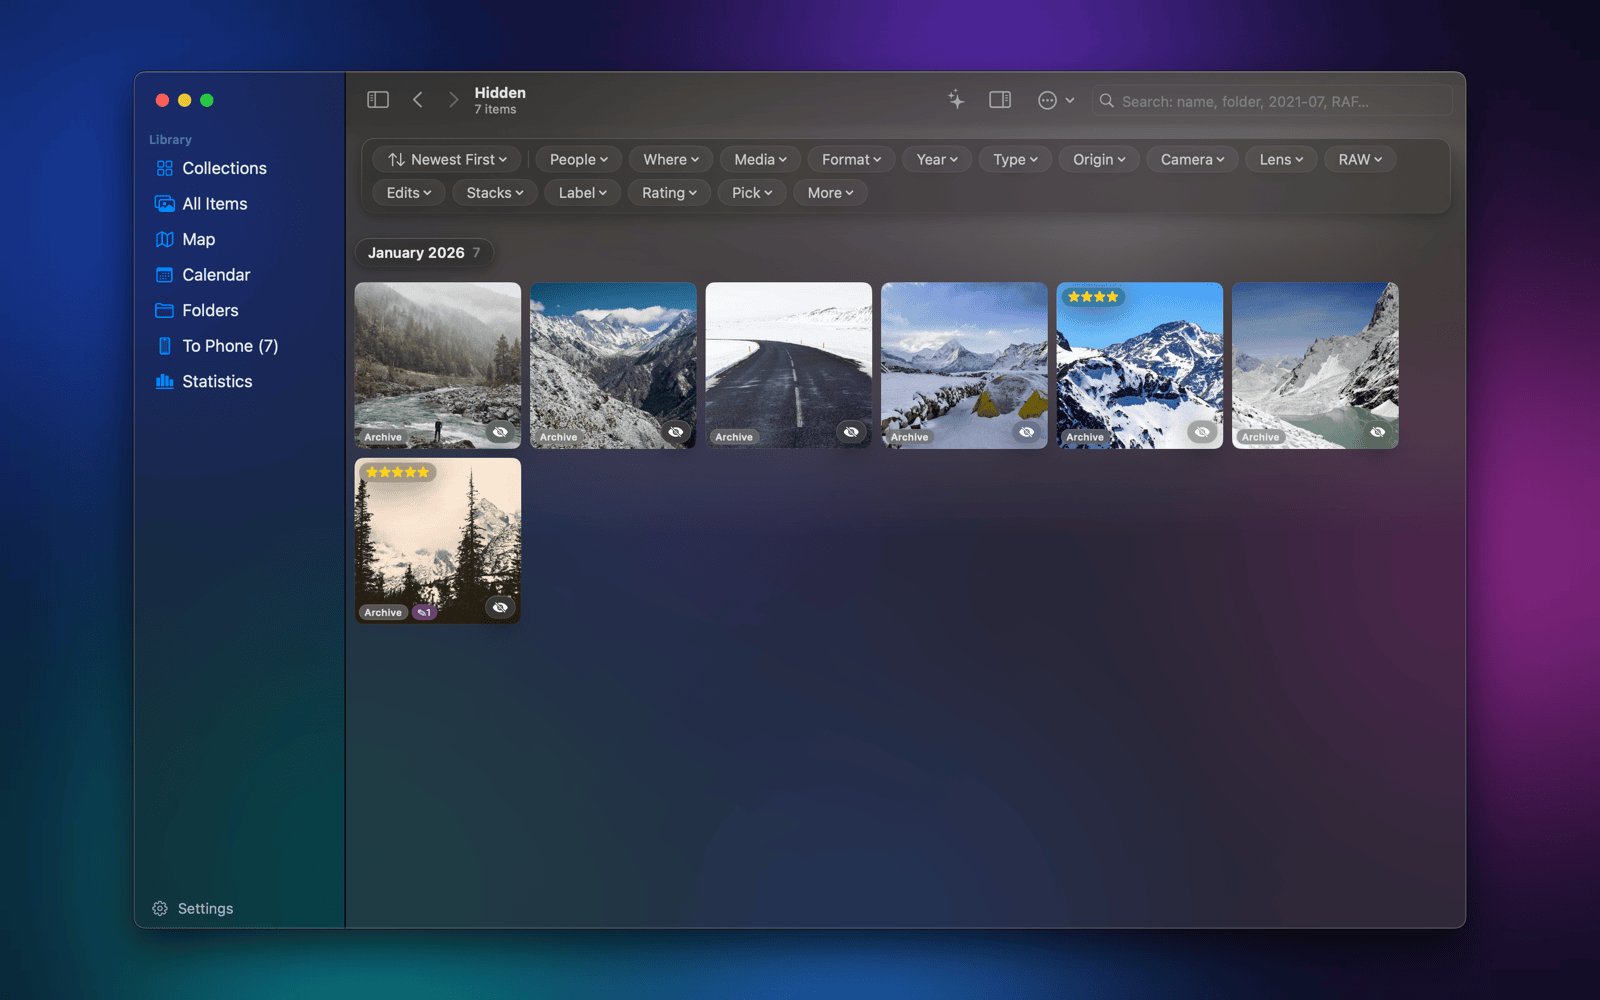 Hidden
7 items
Search: name, folder, 2021-07, RAF...
Library
Collections
All Items
Map
Calendar
Folders
To Phone (7)
Statistics
Settings
Newest First
People
Where
Media
Format
Year
Type
Origin
Camera
Lens
RAW
Edits
Stacks
Label
Rating
Pick
More
January 2026 7
Archive
Archive
Archive
Archive
Archive
Archive
Archive
1